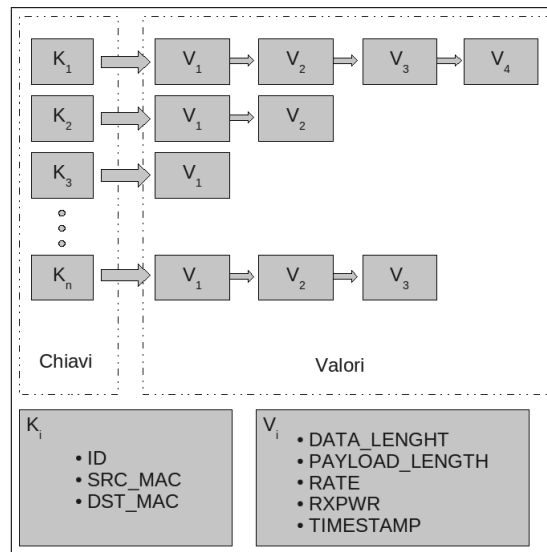 K1 V1 V2 V3 V4
K2 V1 V2
K3 V1
Kn V1 V2 V3
Chiavi Valori
Ki
• ID
• SRC_MAC
• DST_MAC
Vi
• DATA_LENGHT
• PAYLOAD_LENGTH
• RATE
• RXPWR
• TIMESTAMP